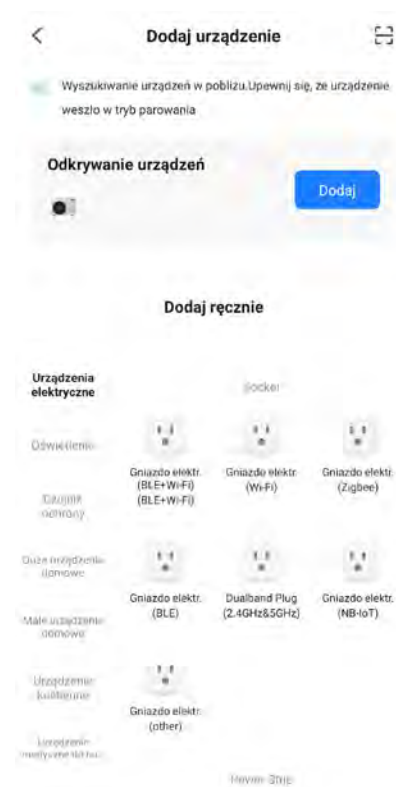 Dodaj urządzenie
Wyszukiwanie urządzeń w pobliżu.Upewnij się, że urządzenie
weszło w tryb parowania
Odkrywanie urządzeń
Dodaj
Dodaj ręcznie
Urządzenia
elektryczne
Socket
Oświetlenie
Gniazdo elektr.
(BLE+Wi-Fi)
(BLE+Wi-Fi)
Gniazdo elektr.
(Wi-Fi)
Gniazdo elektr.
(Zigbee)
Czujnik
ochrony
Duże urządzenia
domowe
Gniazdo elektr.
(BLE)
Dualband Plug
(2.4GHz&5GHz)
Gniazdo elektr.
(NB-IoT)
Małe urządzenia
domowe
Urządzenia
kuchenne
Gniazdo elektr.
(other)
Power Strip